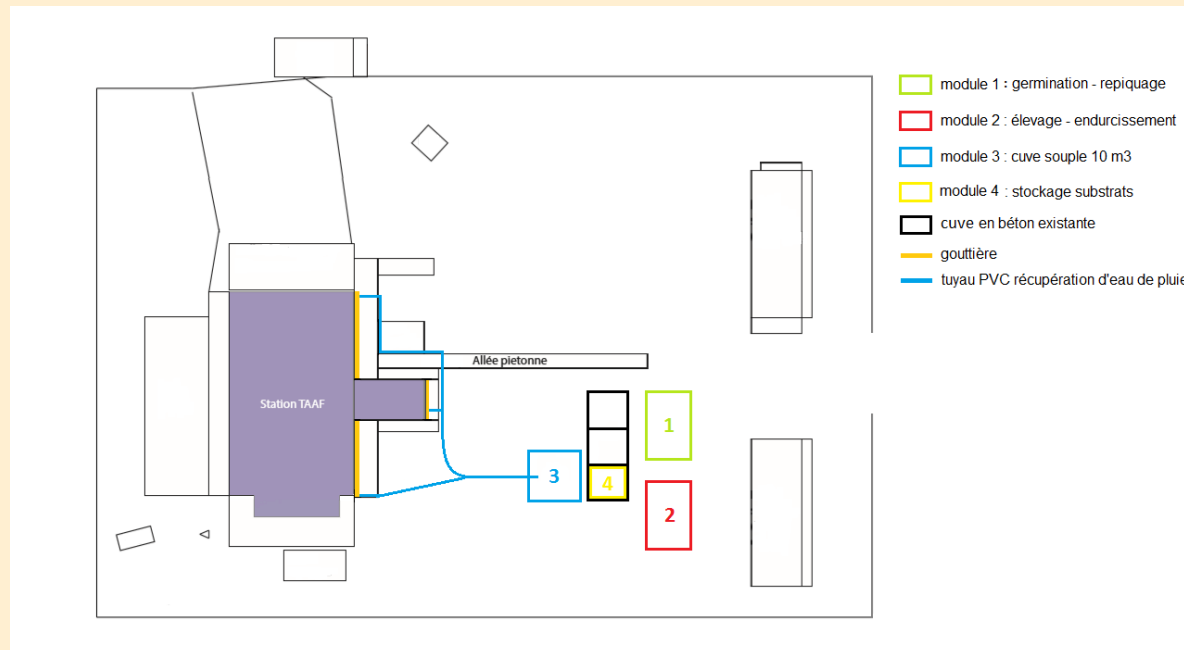 module 1 : germination - repiquage
module 2 : élevage - endurcissement
module 3 : cuve souple 10 m3
module 4 : stockage substrats
cuve en béton existante
gouttière
tuyau PVC récupération d'eau de pluie
Allée pietonne
Station TAAF
1
3
4
2